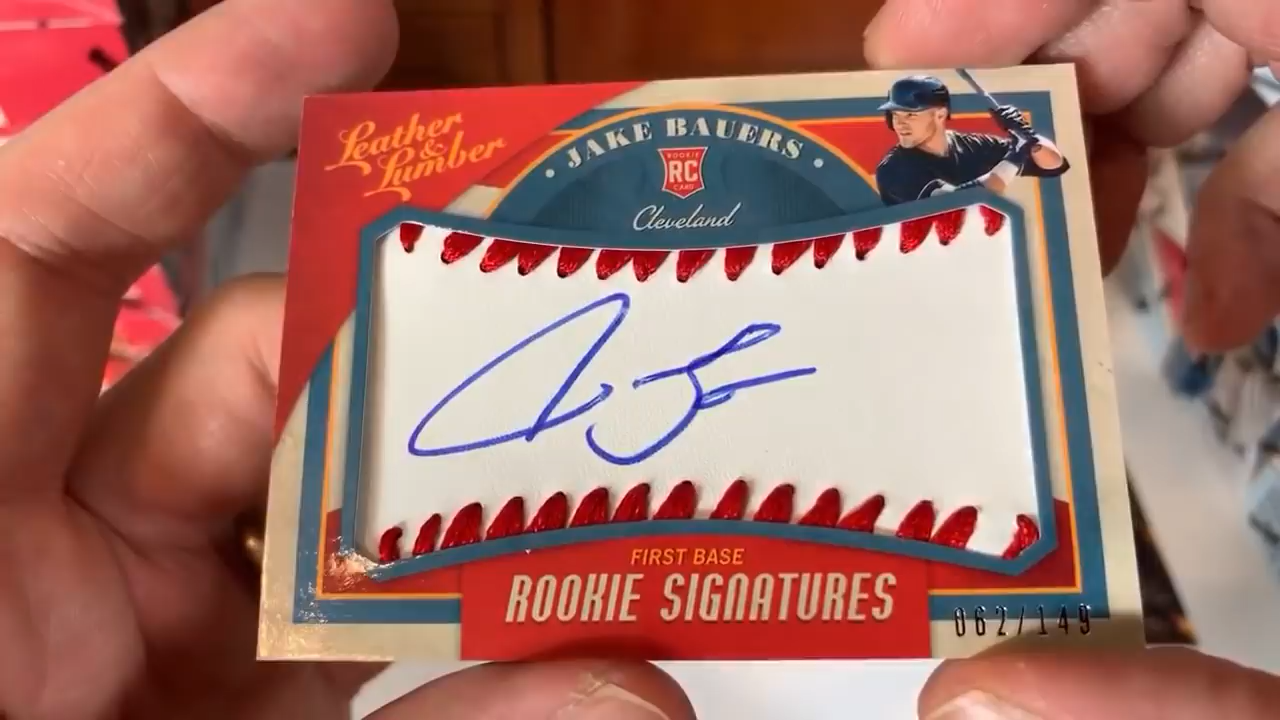 Leather
&
Lumber
JAKE BAUERS
ROOKIE
RC
CARD
Cleveland
FIRST BASE
ROOKIE SIGNATURES
062/149